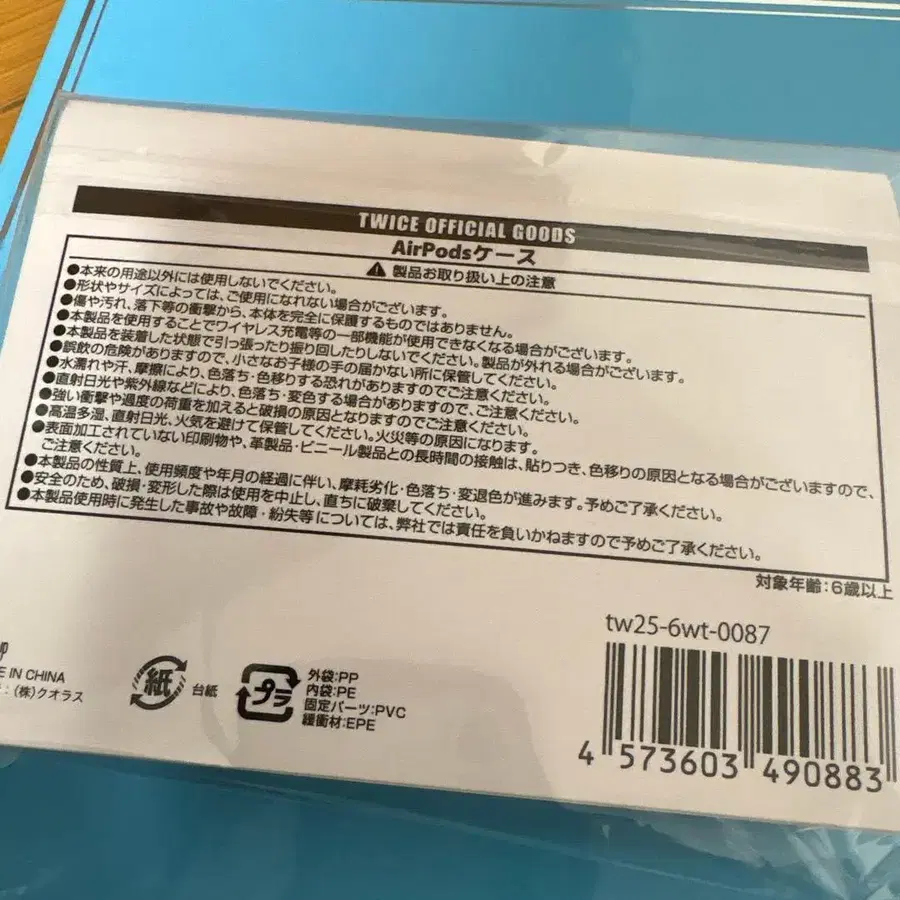 TWICE OFFICIAL GOODS
AirPodsケース
製品お取り扱い上の注意
●本来の用途以外には使用しないでください。
●形状やサイズによっては、ご使用になれない場合がございます。
●傷や汚れ、落下等の衝撃から、本体を完全に保護するものではありません。
●本製品を使用することでワイヤレス充電等の一部機能が使用できなくなる場合がございます。
●本製品を装着した状態で引っ張ったり振り回したりしないでください。製品が外れる場合がございます。
●誤飲の危険がありますので、小さなお子様の手の届かない所に保管してください。
●水濡れや汗、摩擦により、色落ち・色移りする恐れがありますのでご注意ください。
●直射日光や紫外線などにより、色落ち・変色する場合がありますので、ご注意ください。
●強い衝撃や過度の荷重を加えると破損の原因となりますのでご注意ください。
●高温多湿、直射日光、火気を避けて保管してください。火災等の原因になります。
●表面加工されていない印刷物や、革製品・ビニール製品との長時間の接触は、貼りつき、色移りの原因となる場合がございますので、
ご注意ください。
●本製品の性質上、使用頻度や年月の経過に伴い、摩耗劣化・色落ち・変退色が進みます。予めご了承ください。
●安全のため、破損・変形した際は使用を中止し、直ちに破棄してください。
●本製品使用時に発生した事故や故障・紛失等については、弊社では責任を負いかねますので予めご了承ください。
対象年齢:6歳以上
tw25-6wt-0087
IN CHINA
:(株)クオラス
紙
台紙
プラ
外袋:PP
内袋:PE
固定パーツ:PVC
緩衝材:EPE
4 573603 490883